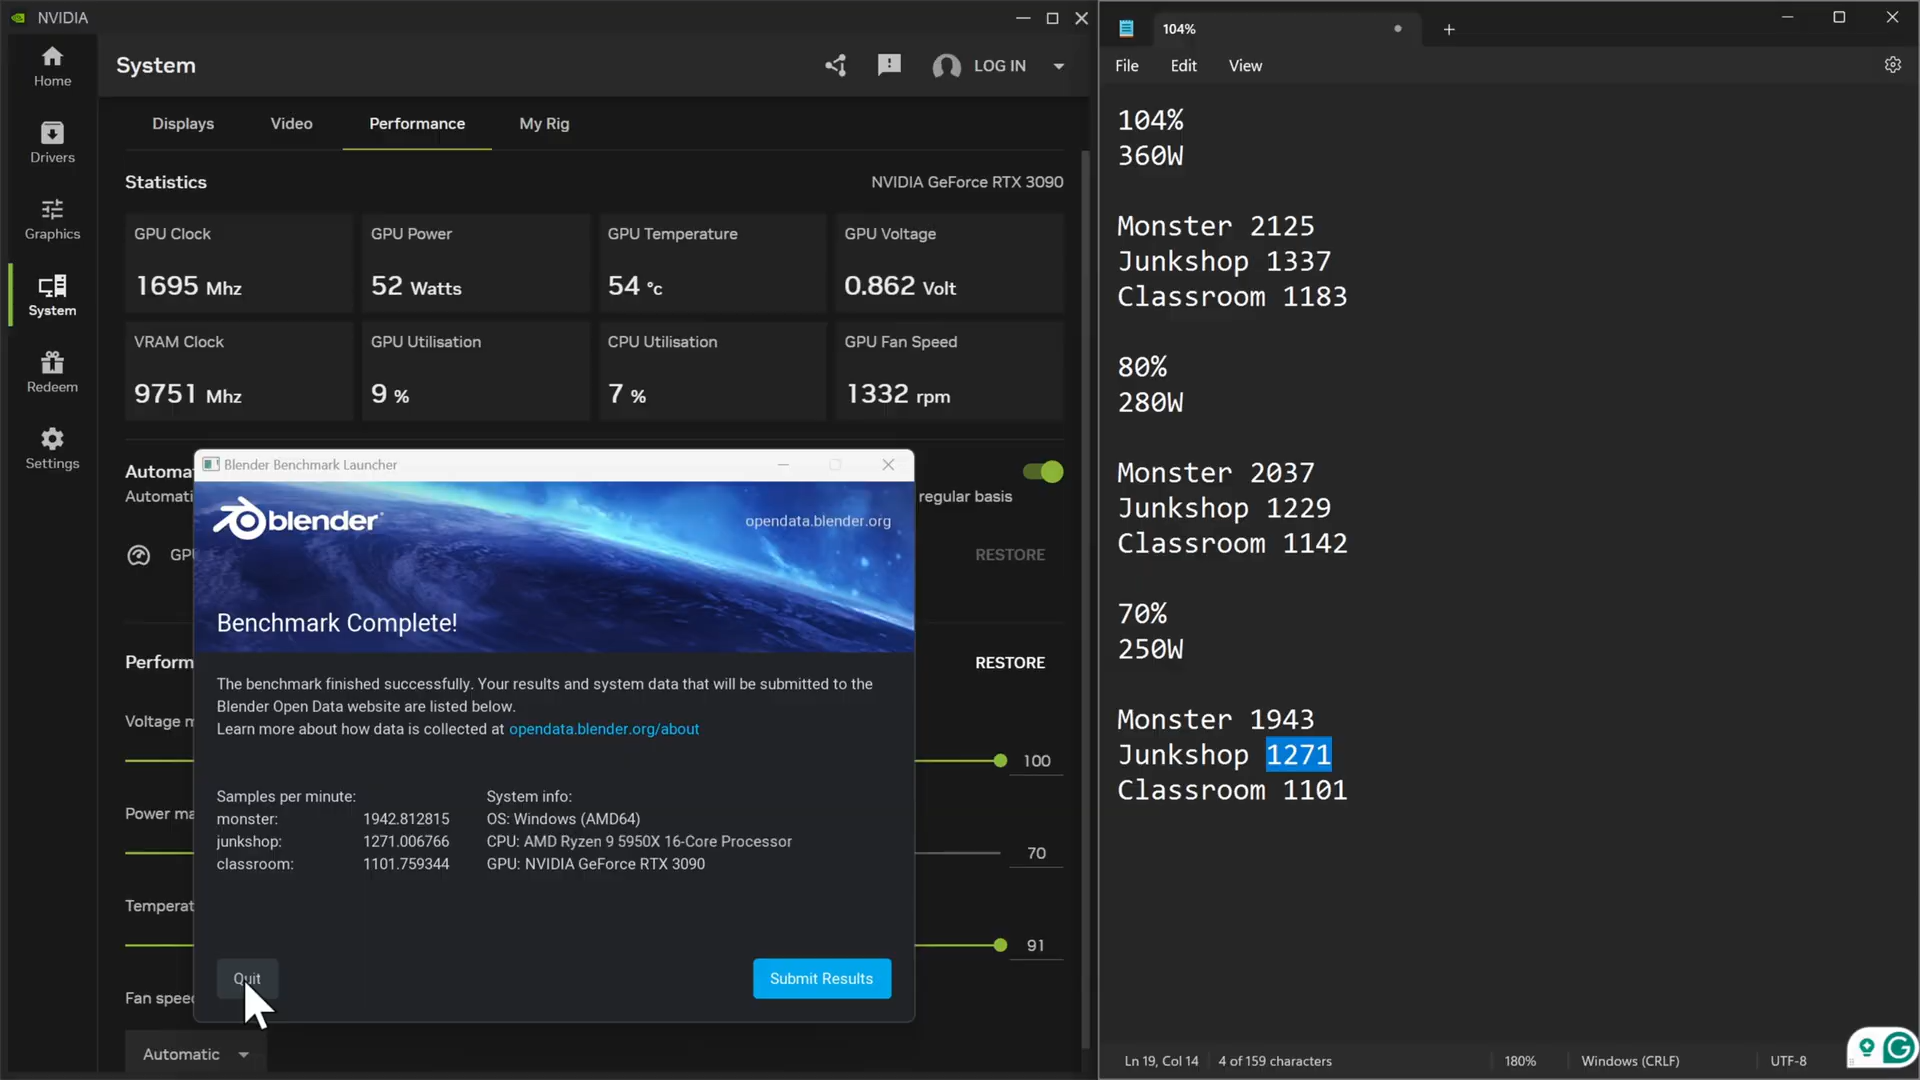 NVIDIA
System
LOG IN
Home
Drivers
Graphics
System
Redeem
Settings
Displays
Video
Performance
My Rig
Statistics
NVIDIA GeForce RTX 3090
GPU Clock
1695 Mhz
GPU Power
52 Watts
GPU Temperature
54 °c
GPU Voltage
0.862 Volt
VRAM Clock
9751 Mhz
GPU Utilisation
9 %
CPU Utilisation
7 %
GPU Fan Speed
1332 rpm
Automa
Automati
regular basis
GP
RESTORE
Perform
RESTORE
Voltage m
100
Power ma
70
Temperat
91
Fan speed
Automatic
Blender Benchmark Launcher
blender
opendata.blender.org
Benchmark Complete!
The benchmark finished successfully. Your results and system data that will be submitted to the
Blender Open Data website are listed below.
Learn more about how data is collected at opendata.blender.org/about
Samples per minute:
monster: 1942.812815
junkshop: 1271.006766
classroom: 1101.759344
System info:
OS: Windows (AMD64)
CPU: AMD Ryzen 9 5950X 16-Core Processor
GPU: NVIDIA GeForce RTX 3090
Quit
Submit Results
104%
File
Edit
View
104%
360W
Monster 2125
Junkshop 1337
Classroom 1183
80%
280W
Monster 2037
Junkshop 1229
Classroom 1142
70%
250W
Monster 1943
Junkshop 1271
Classroom 1101
Ln 19, Col 14
4 of 159 characters
180%
Windows (CRLF)
UTF-8